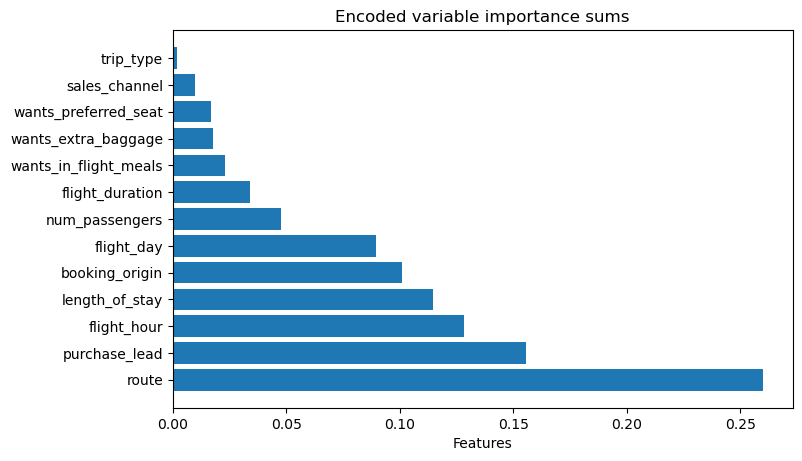 Encoded variable importance sums
trip_type
sales_channel
wants_preferred_seat
wants_extra_baggage
wants_in_flight_meals
flight_duration
num_passengers
flight_day
booking_origin
length_of_stay
flight_hour
purchase_lead
route
0.00 0.05 0.10 0.15 0.20 0.25
Features